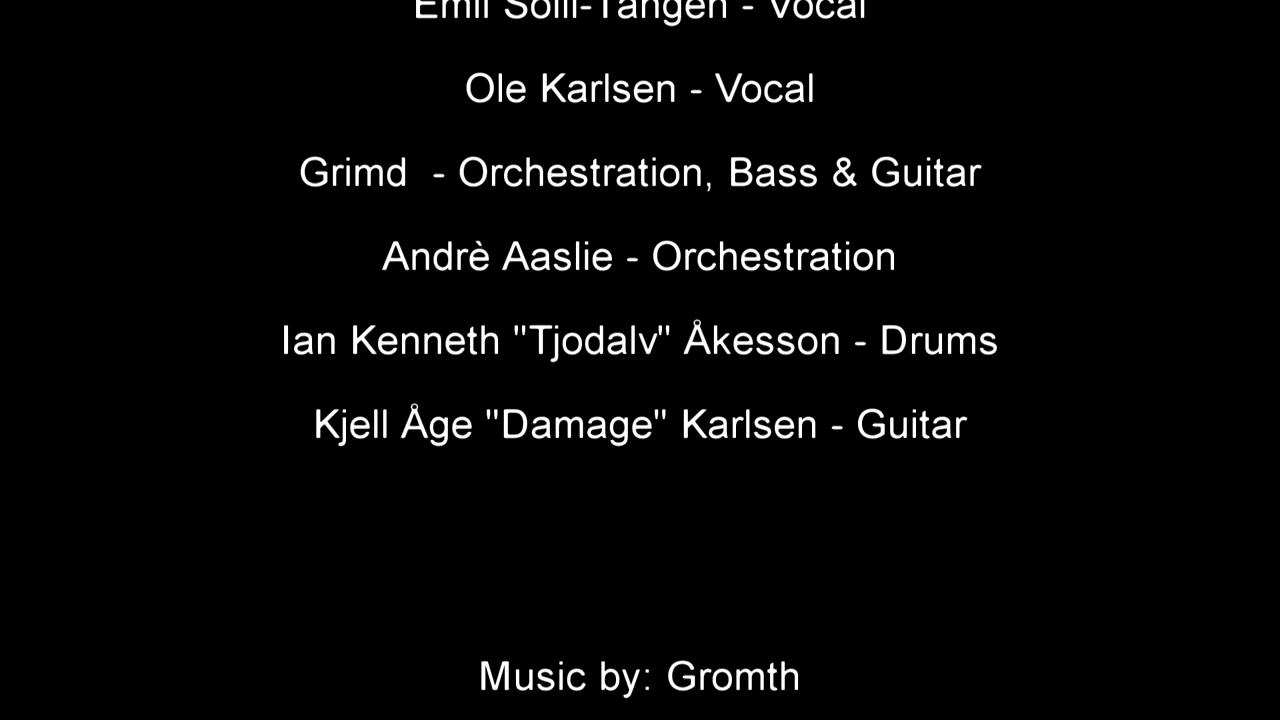 Emil Solli-Tangen - Vocal
Ole Karlsen - Vocal
Grimd  - Orchestration, Bass & Guitar
Andrè Aaslie - Orchestration
Ian Kenneth "Tjodalv" Åkesson - Drums
Kjell Åge "Damage" Karlsen - Guitar
Music by: Gromth